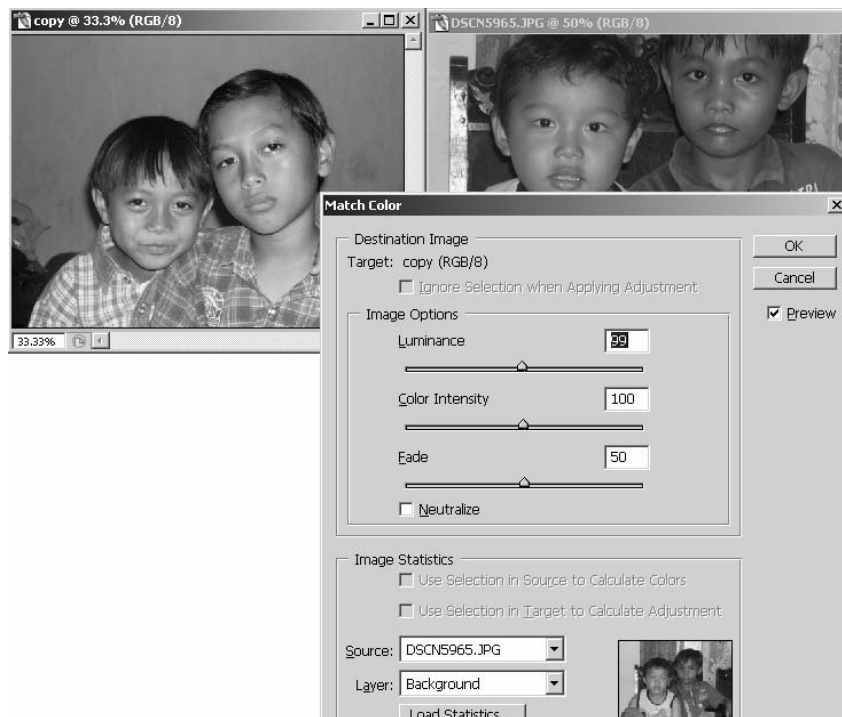 copy @ 33.3% (RGB/8)
DSCN5965.JPG @ 50% (RGB/8)
33.33%
Match Color
Destination Image
Target: copy (RGB/8)
Ignore Selection when Applying Adjustment
Image Options
Luminance 99
Color Intensity 100
Fade 50
Neutralize
OK
Cancel
Preview
Image Statistics
Use Selection in Source to Calculate Colors
Use Selection in Target to Calculate Adjustment
Source: DSCN5965.JPG
Layer: Background
Load Statistics...